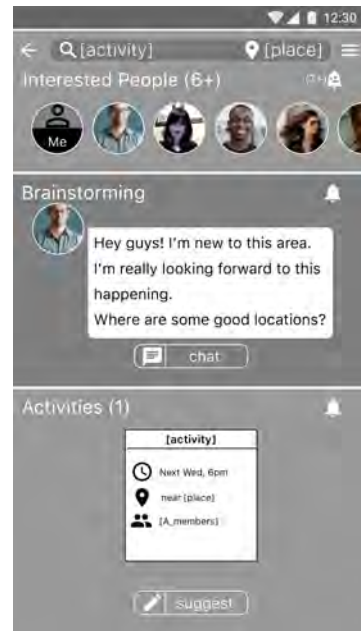 12:30
[activity] [place]
Interested People (6+)
Me
Brainstorming
Hey guys! I'm new to this area.
I'm really looking forward to this
happening.
Where are some good locations?
chat
Activities (1)
[activity]
Next Wed, 6pm
near [place]
[A_members]
suggest